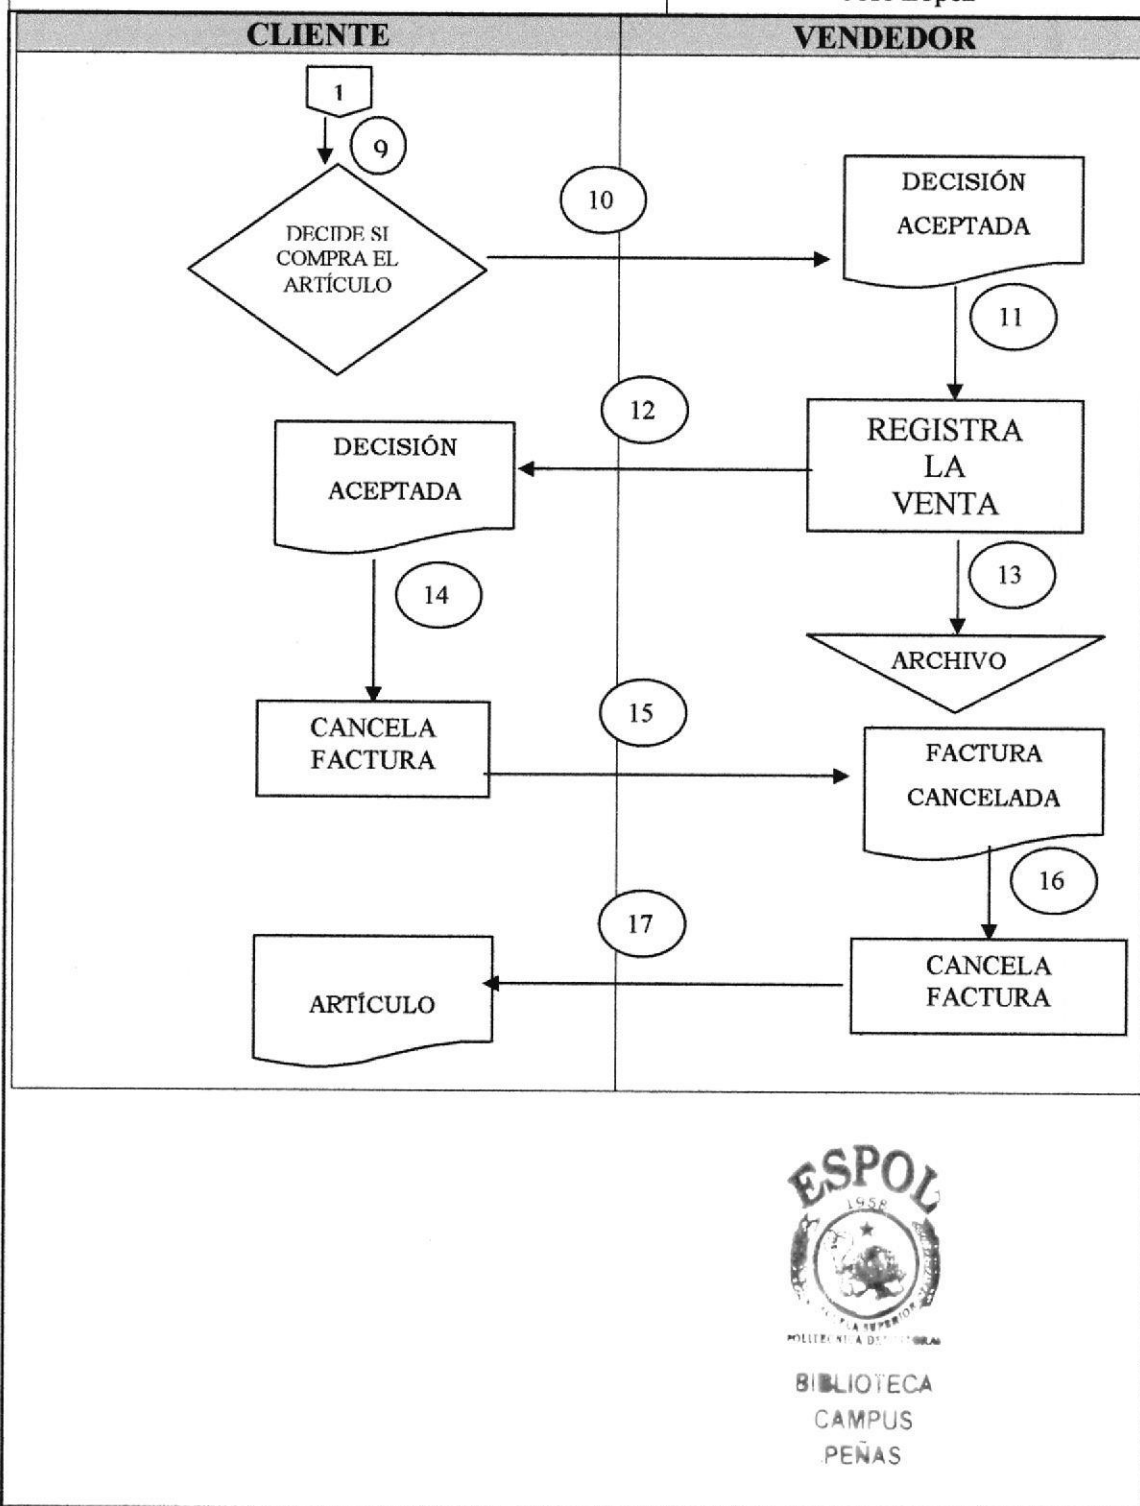 CLIENTE
VENDEDOR
1
9
DECIDE SI
COMPRA EL
ARTÍCULO
10
DECISIÓN
ACEPTADA
11
12
REGISTRA
LA
VENTA
DECISIÓN
ACEPTADA
13
14
ARCHIVO
15
CANCELA
FACTURA
FACTURA
CANCELADA
16
17
CANCELA
FACTURA
ARTÍCULO
ESPOL
1958
BIBLIOTECA
CAMPUS
PEÑAS